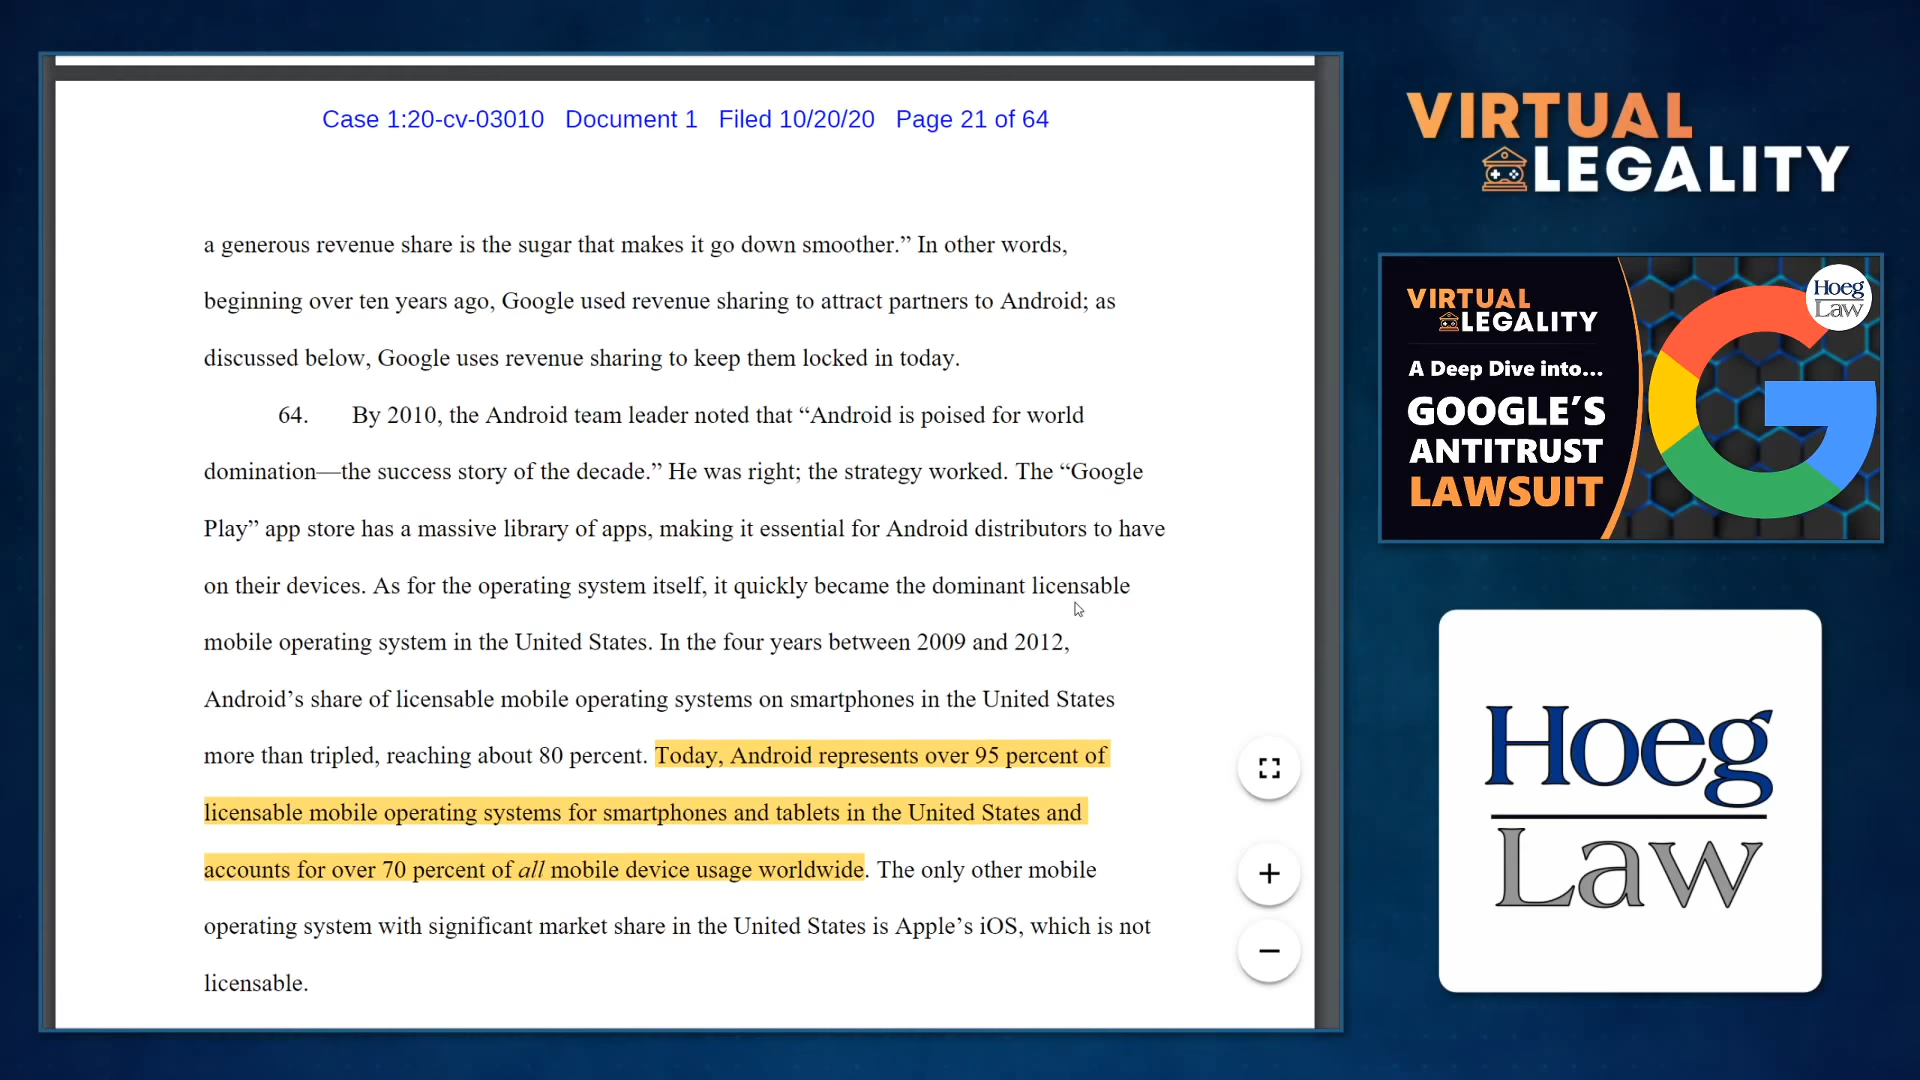 Case 1:20-cv-03010 Document 1 Filed 10/20/20 Page 21 of 64
a generous revenue share is the sugar that makes it go down smoother.” In other words,
beginning over ten years ago, Google used revenue sharing to attract partners to Android; as
discussed below, Google uses revenue sharing to keep them locked in today.
64. By 2010, the Android team leader noted that “Android is poised for world
domination—the success story of the decade.” He was right; the strategy worked. The “Google
Play” app store has a massive library of apps, making it essential for Android distributors to have
on their devices. As for the operating system itself, it quickly became the dominant licensable
mobile operating system in the United States. In the four years between 2009 and 2012,
Android’s share of licensable mobile operating systems on smartphones in the United States
more than tripled, reaching about 80 percent. Today, Android represents over 95 percent of
licensable mobile operating systems for smartphones and tablets in the United States and
accounts for over 70 percent of all mobile device usage worldwide. The only other mobile
operating system with significant market share in the United States is Apple’s iOS, which is not
licensable.
VIRTUAL
LEGALITY
VIRTUAL
LEGALITY
A Deep Dive into...
GOOGLE’S
ANTITRUST
LAWSUIT
Hoeg
Law
Hoeg
Law